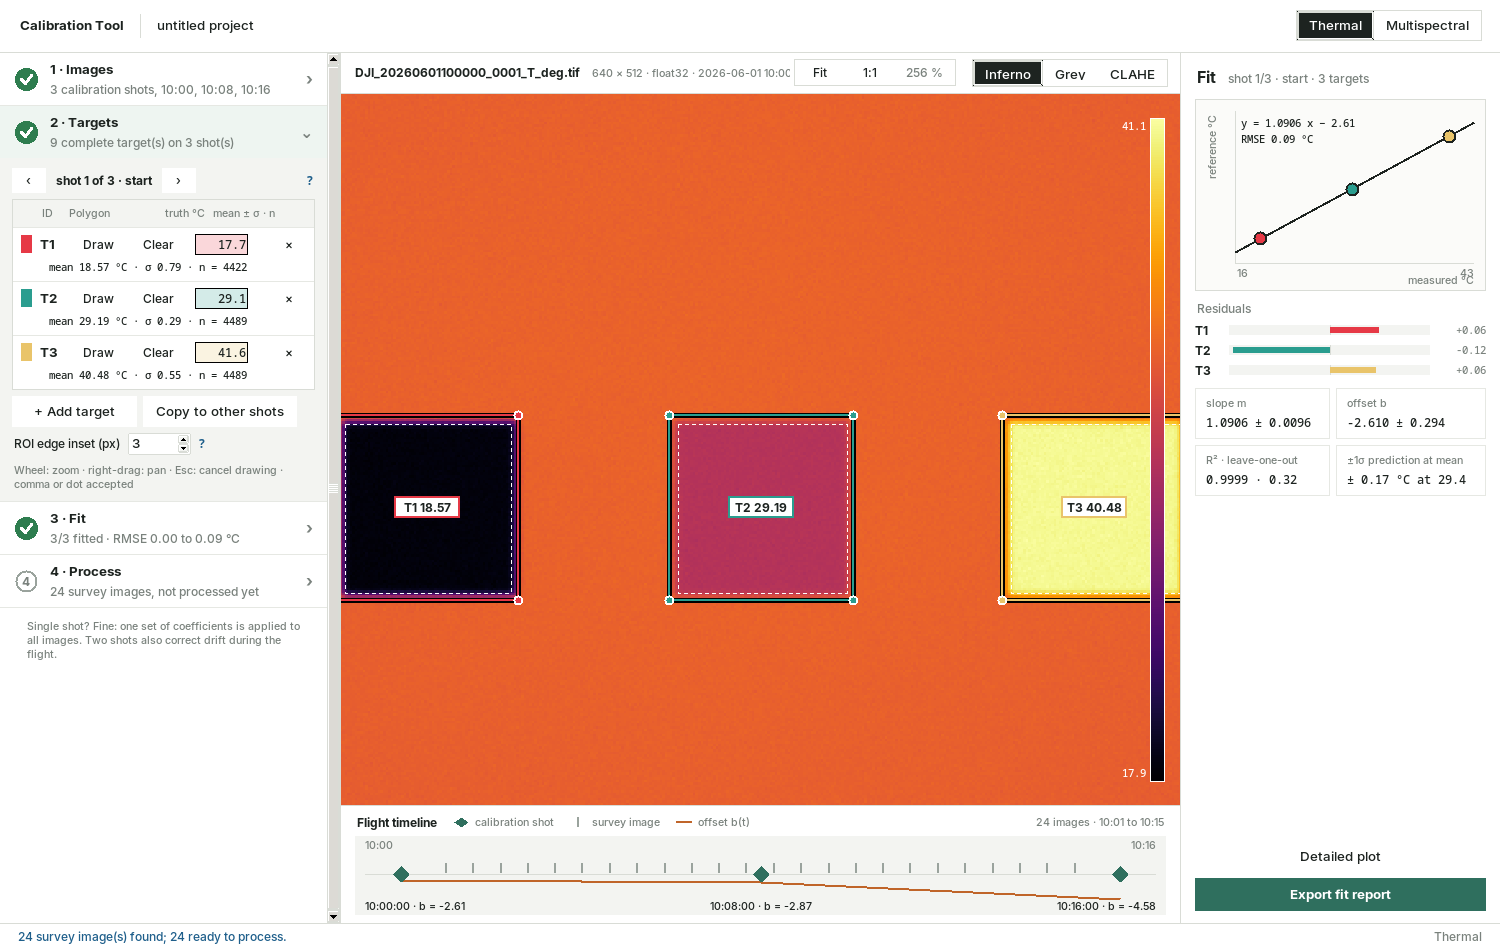 Calibration Tool
untitled project
Thermal
Multispectral
1 · Images
3 calibration shots, 10:00, 10:08, 10:16
2 · Targets
9 complete target(s) on 3 shot(s)
shot 1 of 3 · start
?
ID Polygon truth °C mean ± σ · n
T1 Draw Clear 17.7 ×
mean 18.57 °C · σ 0.79 · n = 4422
T2 Draw Clear 29.1 ×
mean 29.19 °C · σ 0.29 · n = 4489
T3 Draw Clear 41.6 ×
mean 40.48 °C · σ 0.55 · n = 4489
+ Add target
Copy to other shots
ROI edge inset (px) 3 ?
Wheel: zoom · right-drag: pan · Esc: cancel drawing ·
comma or dot accepted
3 · Fit
3/3 fitted · RMSE 0.00 to 0.09 °C
4
4 · Process
24 survey images, not processed yet
Single shot? Fine: one set of coefficients is applied to
all images. Two shots also correct drift during the
flight.
DJI_20260601100000_0001_T_deg.tif
640 × 512 · float32 · 2026-06-01 10:00
Fit 1:1 256 %
Inferno Grey CLAHE
41.1
T1 18.57
T2 29.19
T3 40.48
17.9
Flight timeline
calibration shot
survey image
offset b(t)
24 images · 10:01 to 10:15
10:00
10:16
10:00:00 · b = -2.61
10:08:00 · b = -2.87
10:16:00 · b = -4.58
Fit
shot 1/3 · start · 3 targets
reference °C
y = 1.0906 x − 2.61
RMSE 0.09 °C
16
43
measured °C
Residuals
T1 +0.06
T2 -0.12
T3 +0.06
slope m
1.0906 ± 0.0096
offset b
-2.610 ± 0.294
R² · leave-one-out
0.9999 · 0.32
±1σ prediction at mean
± 0.17 °C at 29.4
Detailed plot
Export fit report
24 survey image(s) found; 24 ready to process.
Thermal